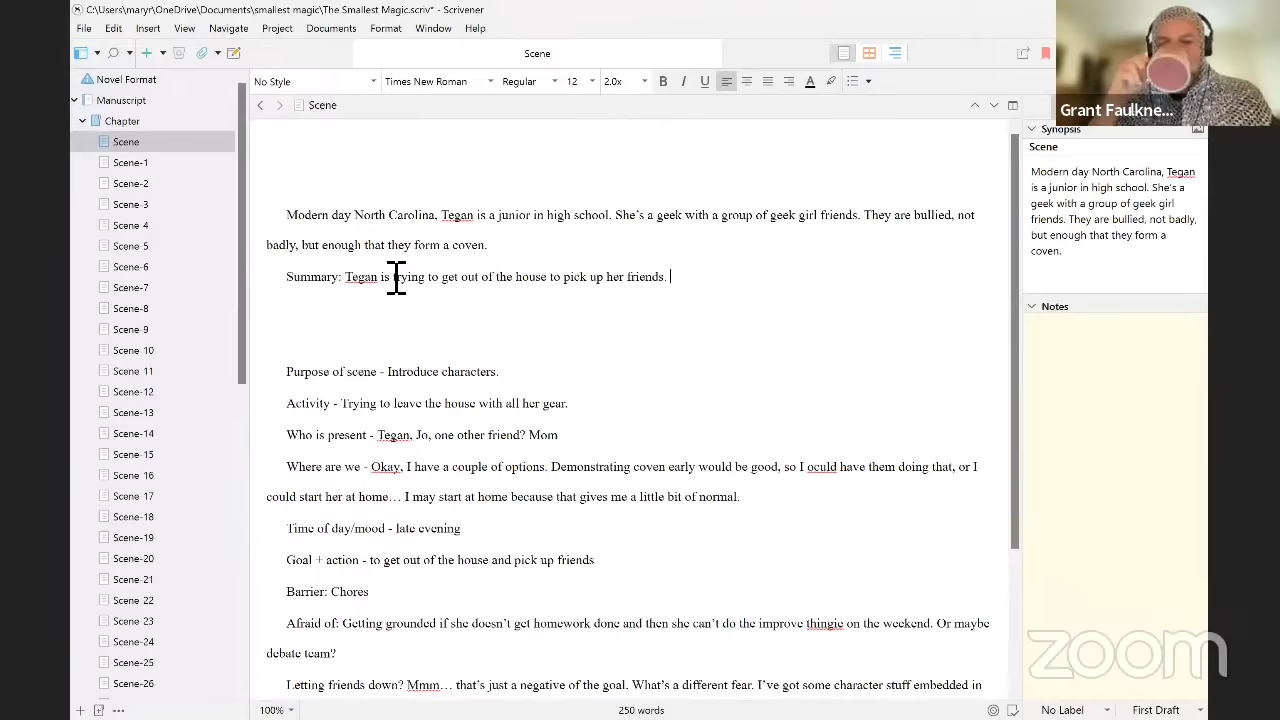 C:\Users\maryr\OneDrive\Documents\smallest magic\The Smallest Magic.scriv* - Scrivener
File Edit Insert View Navigate Project Documents Format Window Help
Scene
No Style Times New Roman Regular 12 2.0x B I U A
Novel Format
Manuscript
Chapter
Scene
Scene-1
Scene-2
Scene-3
Scene 4
Scene 5
Scene-6
Scene-7
Scene-8
Scene-9
Scene 10
Scene 11
Scene-12
Scene-13
Scene-14
Scene-15
Scene 16
Scene 17
Scene-18
Scene-19
Scene-20
Scene-21
Scene 22
Scene 23
Scene-24
Scene-25
Scene-26
Scene
Modern day North Carolina, Tegan is a junior in high school. She's a geek with a group of geek girl friends. They are bullied, not
badly, but enough that they form a coven.
Summary: Tegan is trying to get out of the house to pick up her friends.
Purpose of scene - Introduce characters.
Activity - Trying to leave the house with all her gear.
Who is present - Tegan, Jo, one other friend? Mom
Where are we - Okay, I have a couple of options. Demonstrating coven early would be good, so I oculd have them doing that, or I
could start her at home… I may start at home because that gives me a little bit of normal.
Time of day/mood - late evening
Goal + action - to get out of the house and pick up friends
Barrier: Chores
Afraid of: Getting grounded if she doesn't get homework done and then she can't do the improve thingie on the weekend. Or maybe
debate team?
Letting friends down? Mmm… that's just a negative of the goal. What's a different fear. I've got some character stuff embedded in
100% 250 words
Grant Faulkne...
Synopsis
Scene
Modern day North Carolina, Tegan
is a junior in high school. She's a
geek with a group of geek girl
friends. They are bullied, not badly,
but enough that they form a
coven.
Notes
No Label First Draft
zoom